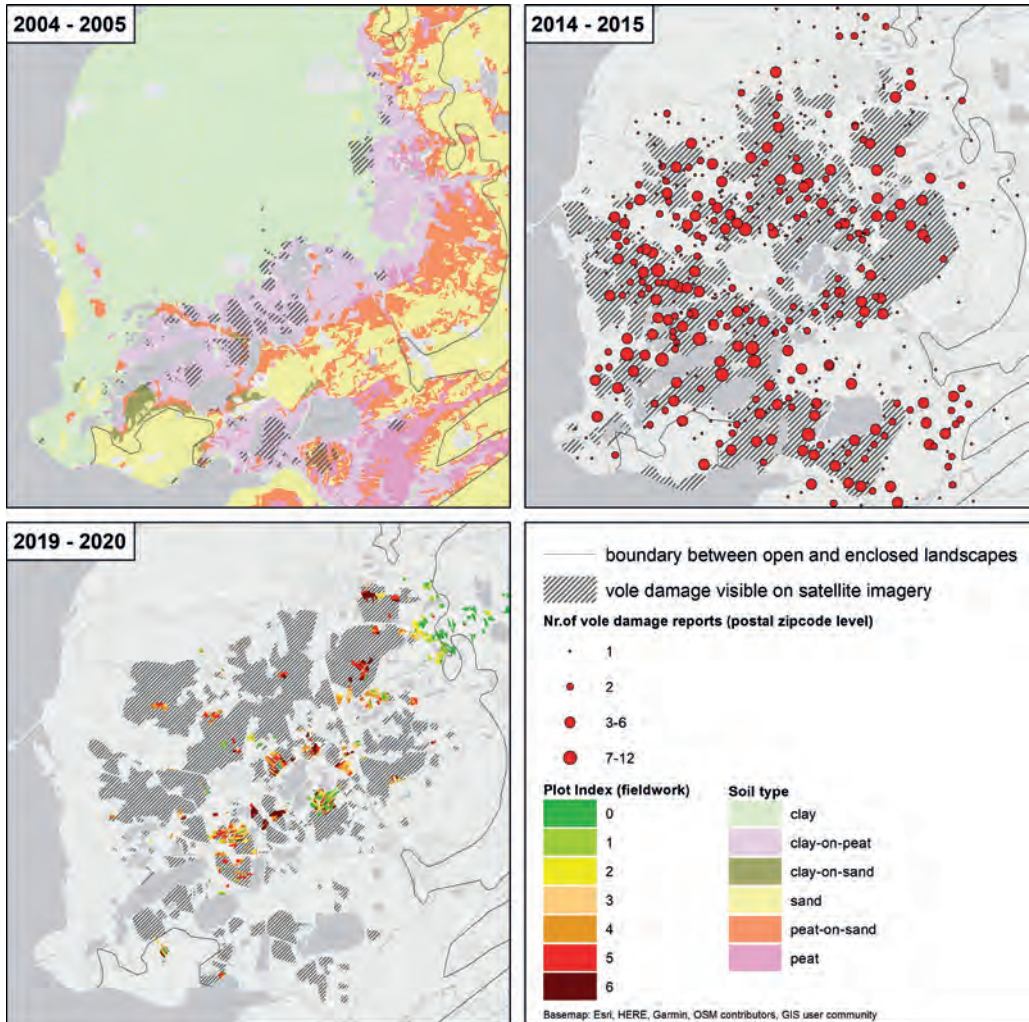 2004 - 2005
2014 - 2015
2019 - 2020
boundary between open and enclosed landscapes
vole damage visible on satellite imagery
Nr.of vole damage reports (postal zipcode level)
1
2
3-6
7-12
Plot Index (fieldwork)
0
1
2
3
4
5
6
Soil type
clay
clay-on-peat
clay-on-sand
sand
peat-on-sand
peat
Basemap: Esri, HERE, Garmin, OSM contributors, GIS user community